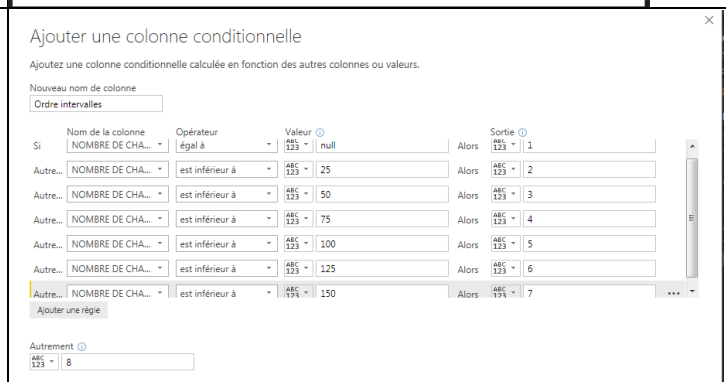 Ajouter une colonne conditionnelle
Ajoutez une colonne conditionnelle calculée en fonction des autres colonnes ou valeurs.
Nouveau nom de colonne
Ordre intervalles
Nom de la colonne Opérateur Valeur Sortie
Si NOMBRE DE CHA... égal à ABC 123 null Alors ABC 123 1
Autre... NOMBRE DE CHA... est inférieur à ABC 123 25 Alors ABC 123 2
Autre... NOMBRE DE CHA... est inférieur à ABC 123 50 Alors ABC 123 3
Autre... NOMBRE DE CHA... est inférieur à ABC 123 75 Alors ABC 123 4
Autre... NOMBRE DE CHA... est inférieur à ABC 123 100 Alors ABC 123 5
Autre... NOMBRE DE CHA... est inférieur à ABC 123 125 Alors ABC 123 6
Autre... NOMBRE DE CHA... est inférieur à ABC 123 150 Alors ABC 123 7 ...
Ajouter une règle
Autrement
ABC 123 8